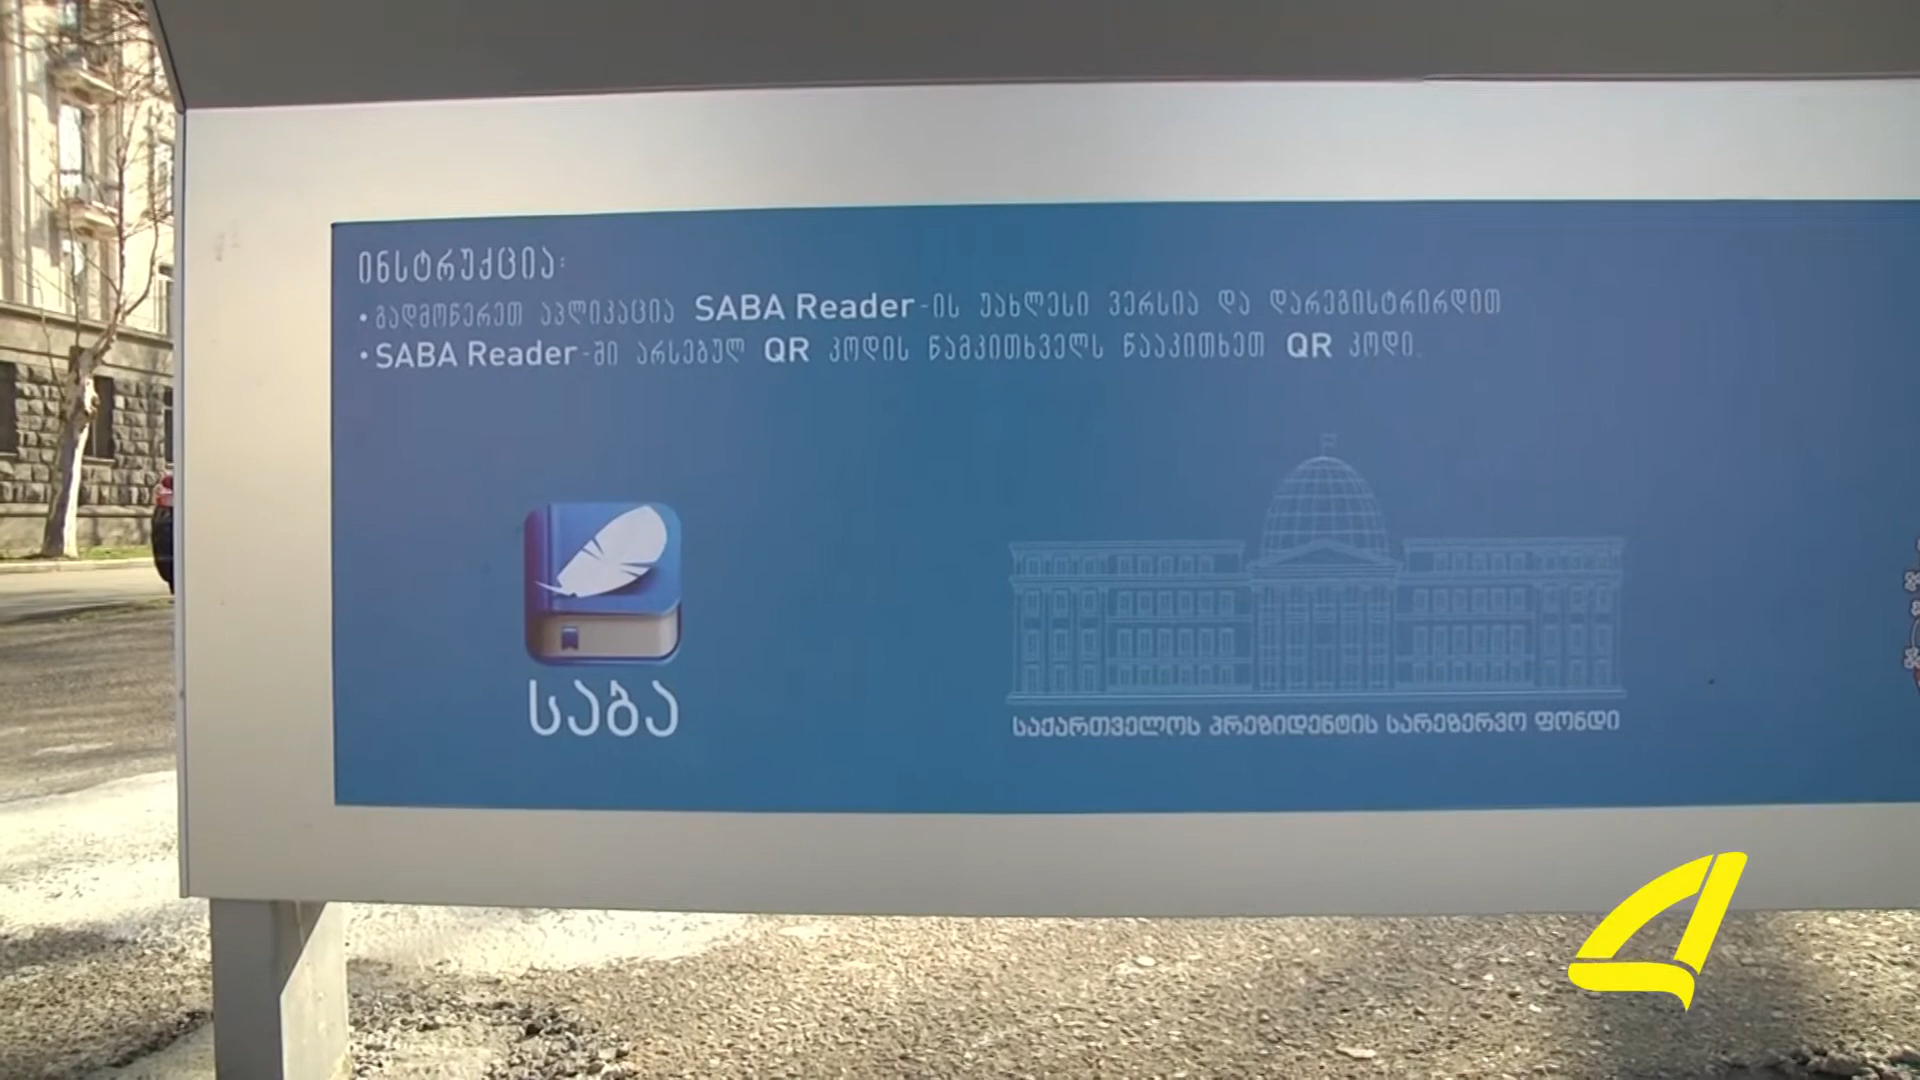 ინსტრუქცია:
• გადმოწერეთ აპლიკაცია SABA Reader-ის უახლესი ვერსია და დარეგისტრირდით
• SABA Reader-ში არსებულ QR კოდის წამკითხველს წააკითხეთ QR კოდი.
საბა
საქართველოს პრეზიდენტის სარეზერვო ფონდი